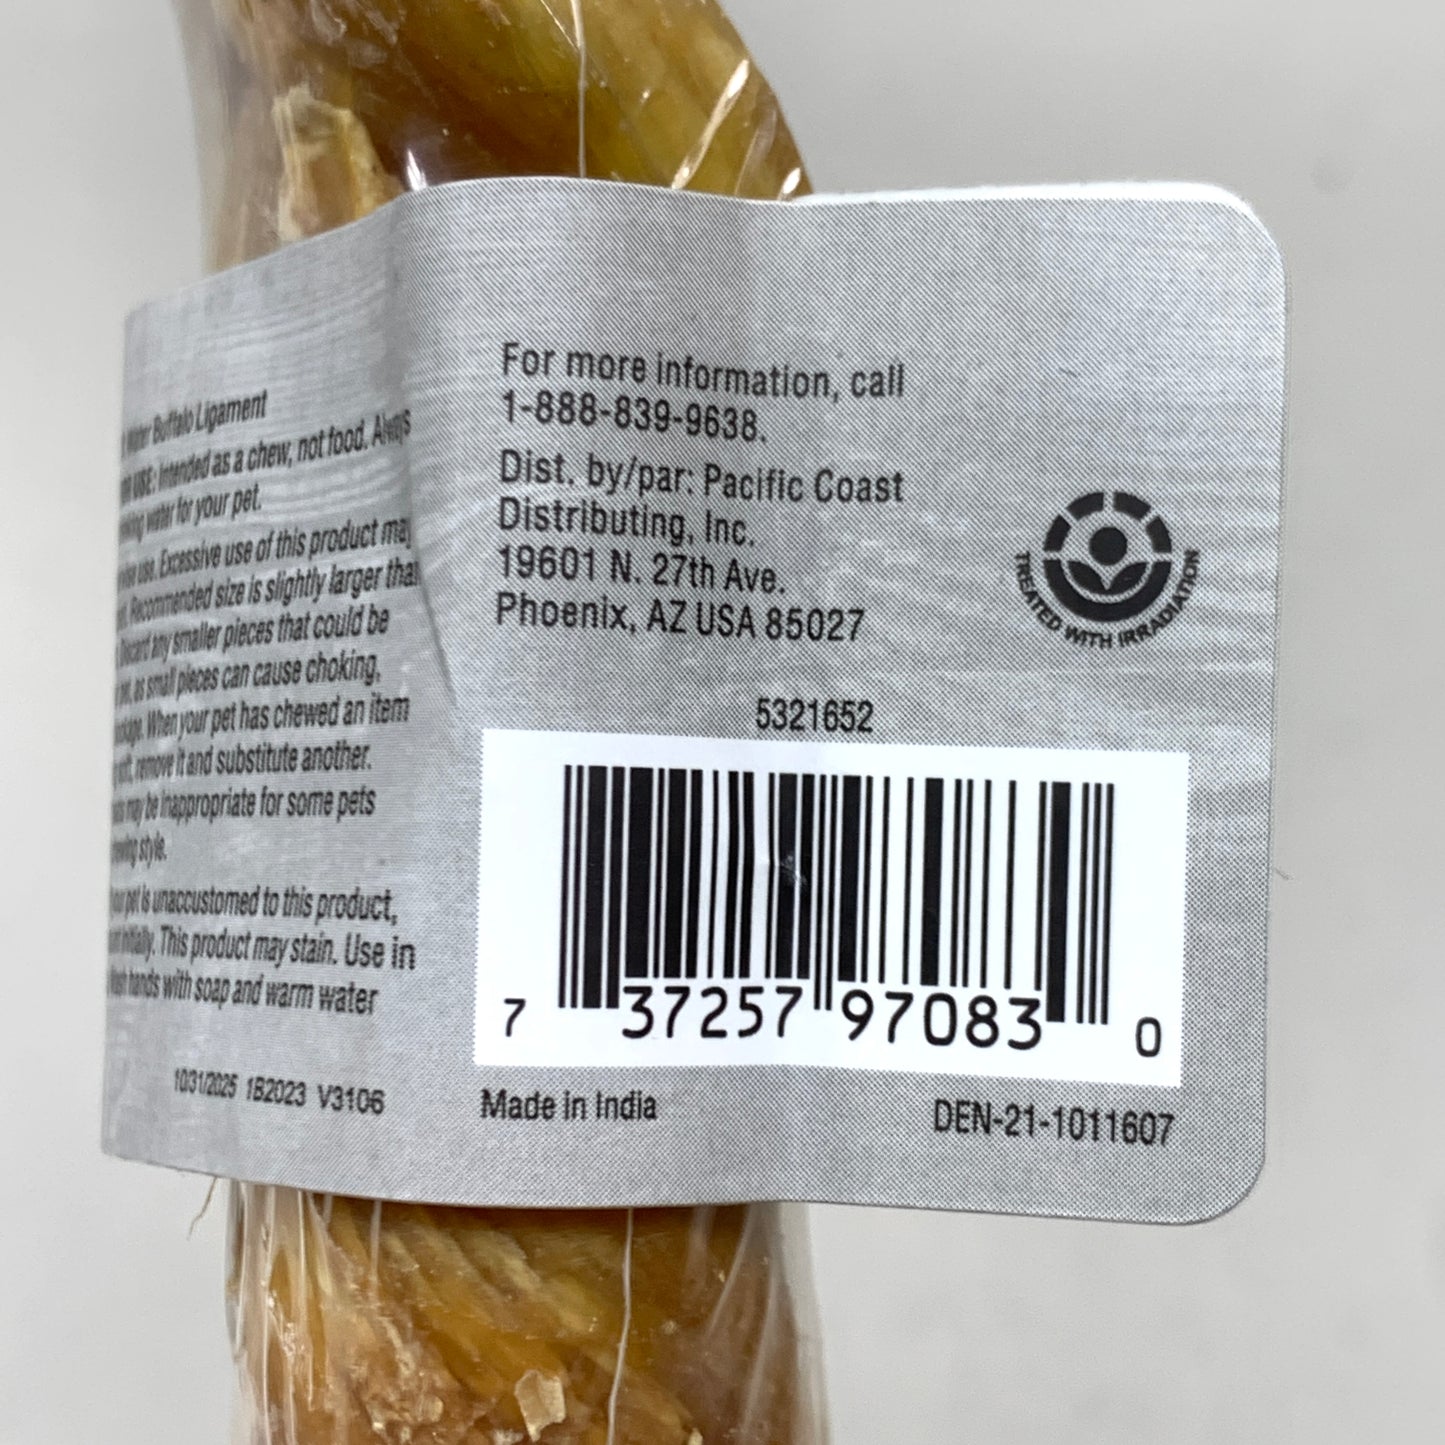 Water Buffalo Ligament
USE: Intended as a chew, not food. Always
water for your pet.
use. Excessive use of this product may
Recommended size is slightly larger than
Discard any smaller pieces that could be
pet, as small pieces can cause choking,
When your pet has chewed an item
soft, remove it and substitute another.
may be inappropriate for some pets
style.
your pet is unaccustomed to this product,
initially. This product may stain. Use in
Wash hands with soap and warm water
10/31/2025 1B2023 V3106
For more information, call
1-888-839-9638.
Dist. by/par: Pacific Coast
Distributing, Inc.
19601 N. 27th Ave.
Phoenix, AZ USA 85027
TREATED WITH IRRADIATION
5321652
7 37257 97083 0
Made in India
DEN-21-1011607